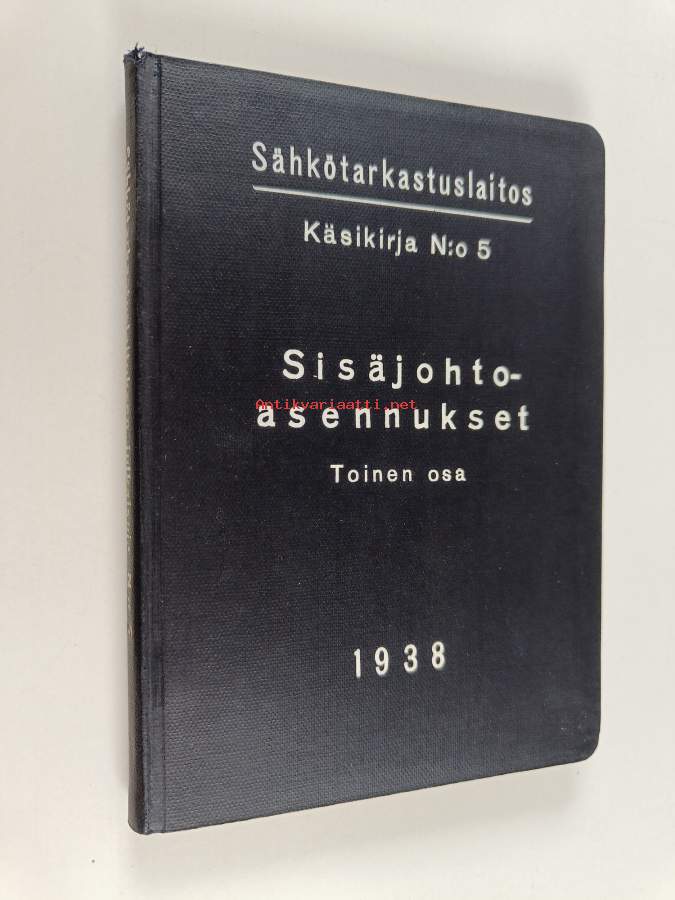 Sähkötarkastuslaitos
Käsikirja N:o 5
Sisäjohto-
asennukset
Antikvariaatti.net
Toinen osa
1938